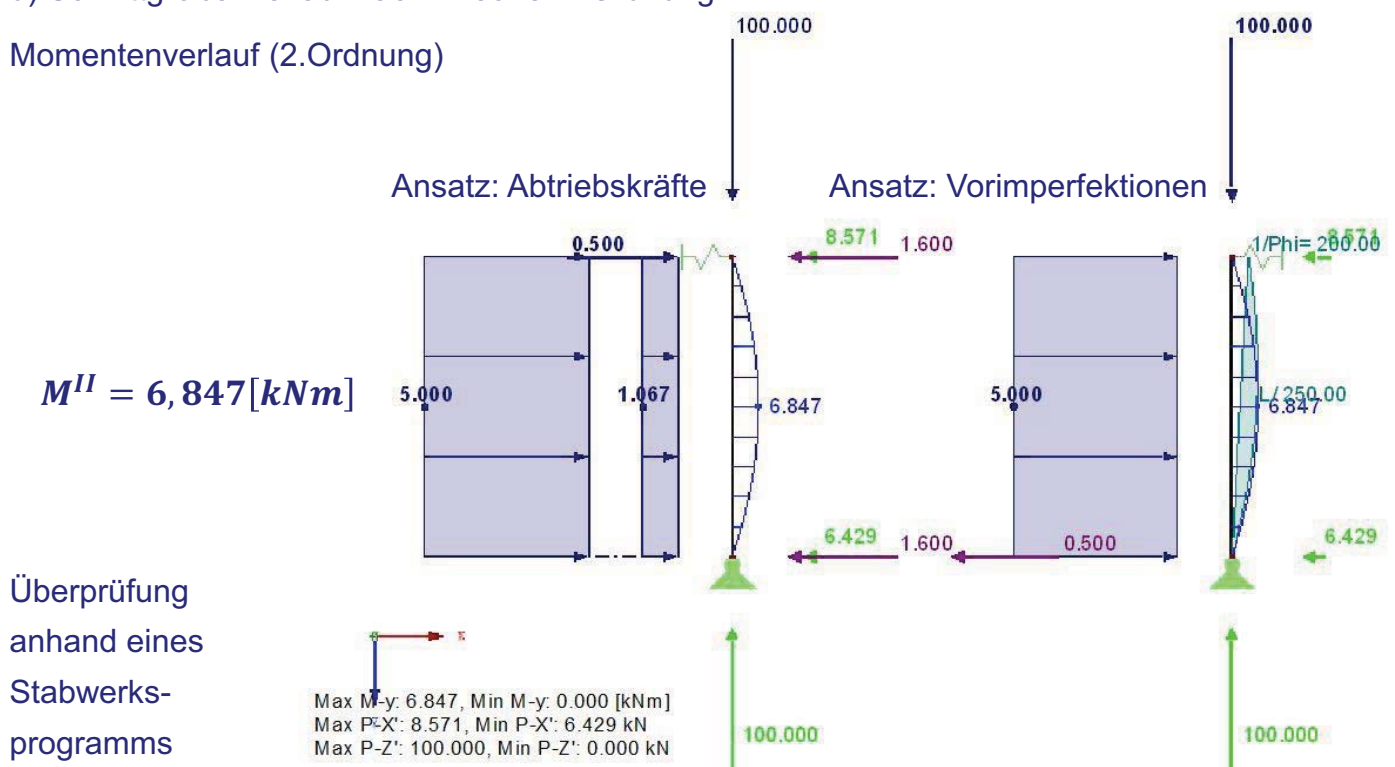 Momentenverlauf (2.Ordnung)
100.000
100.000
Ansatz: Abtriebskräfte
Ansatz: Vorimperfektionen
0.500
8.571
1.600
1/Phi= 200.00
8.571
M^{II} = 6,847[kNm]
5.000
1.067
6.847
5.000
L/250.00
6.847
6.429
1.600
0.500
6.429
Überprüfung
anhand eines
Stabwerks-
programms
Max M-y: 6.847, Min M-y: 0.000 [kNm]
Max P-X': 8.571, Min P-X': 6.429 kN
Max P-Z': 100.000, Min P-Z': 0.000 kN
100.000
100.000